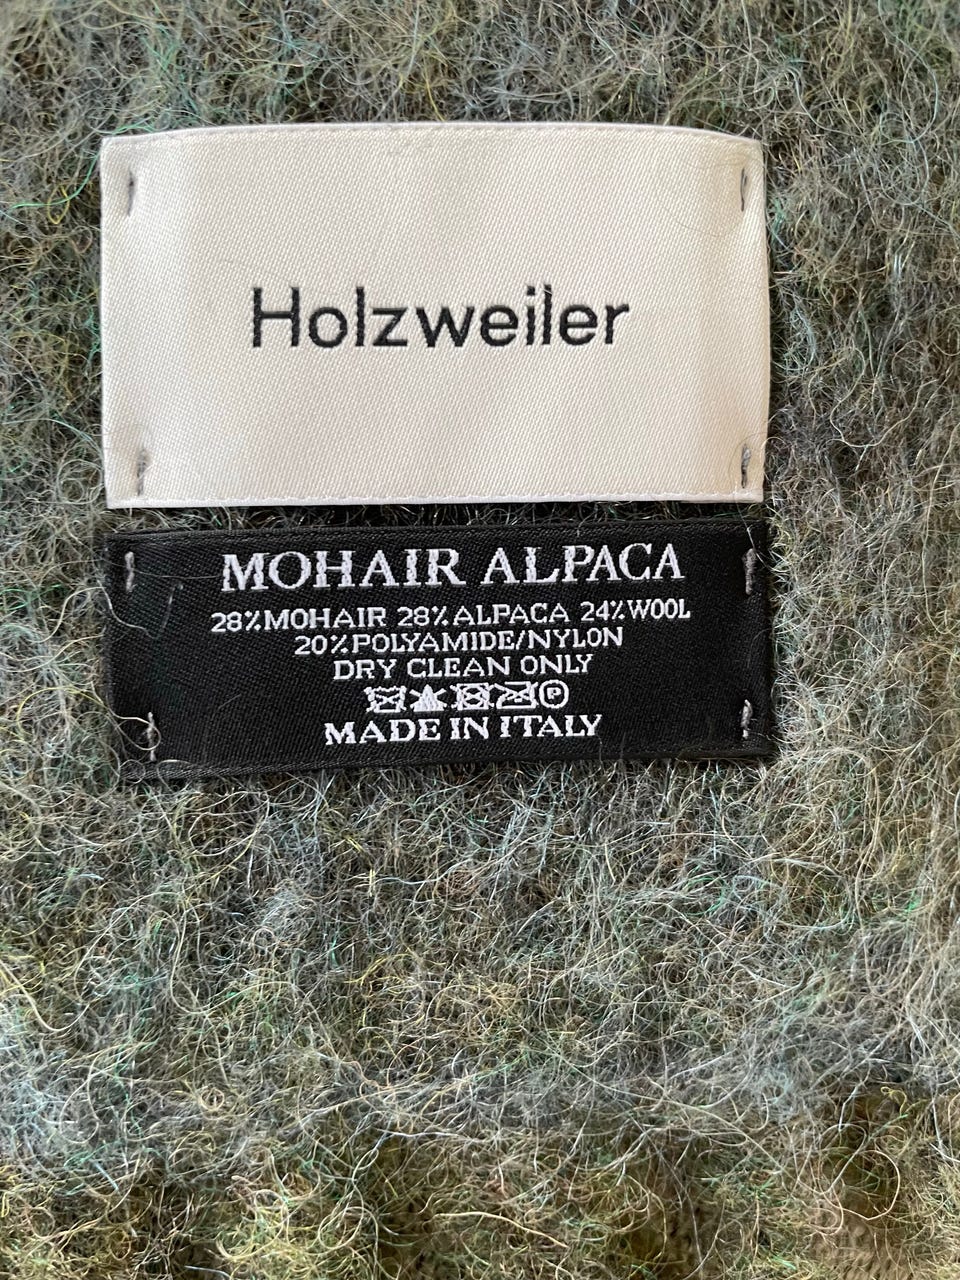 Holzweiler
MOHAIR ALPACA
28%MOHAIR 28%ALPACA 24%WOOL
20%POLYAMIDE/NYLON
DRY CLEAN ONLY
P
MADE IN ITALY